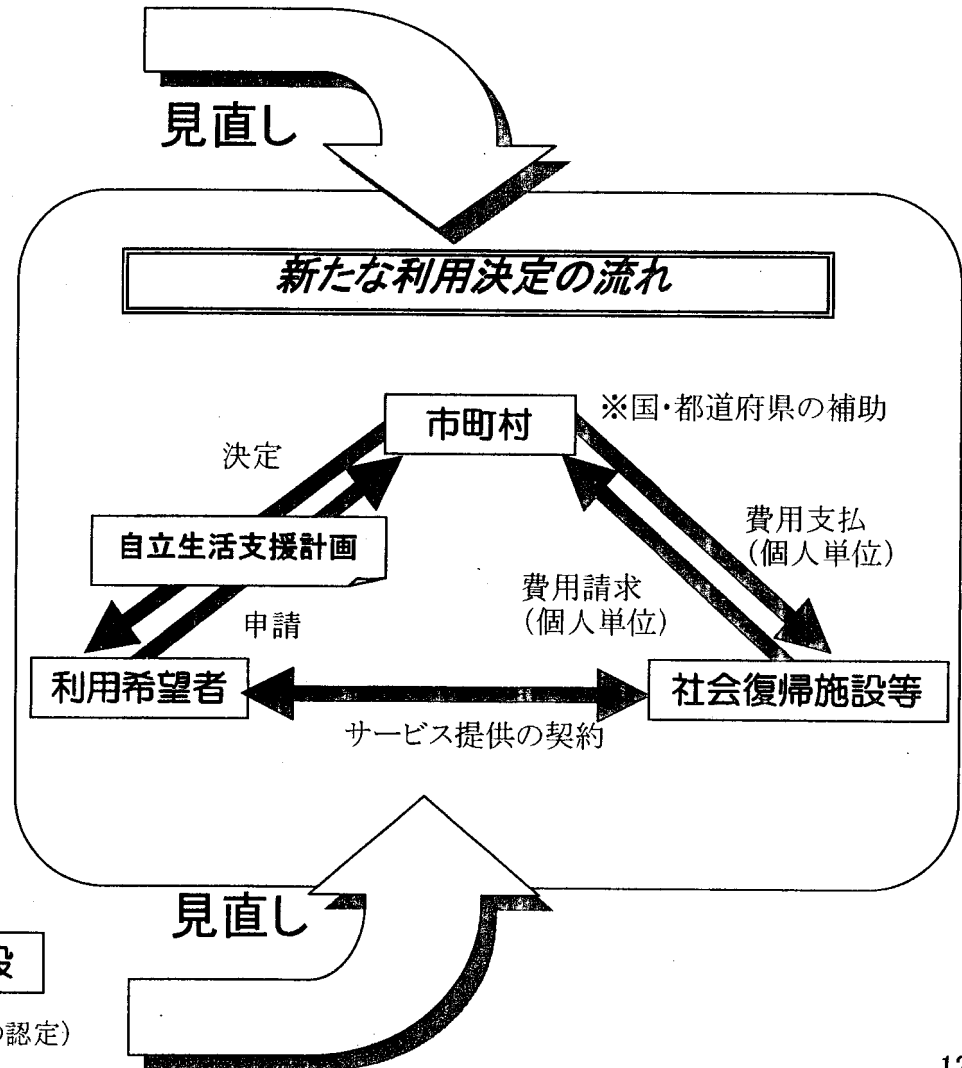 見直し
新たな利用決定の流れ
市町村
※国・都道府県の補助
決定
自立生活支援計画
申請
費用支払
(個人単位)
費用請求
(個人単位)
利用希望者
社会復帰施設等
サービス提供の契約
見直し
設
認定)